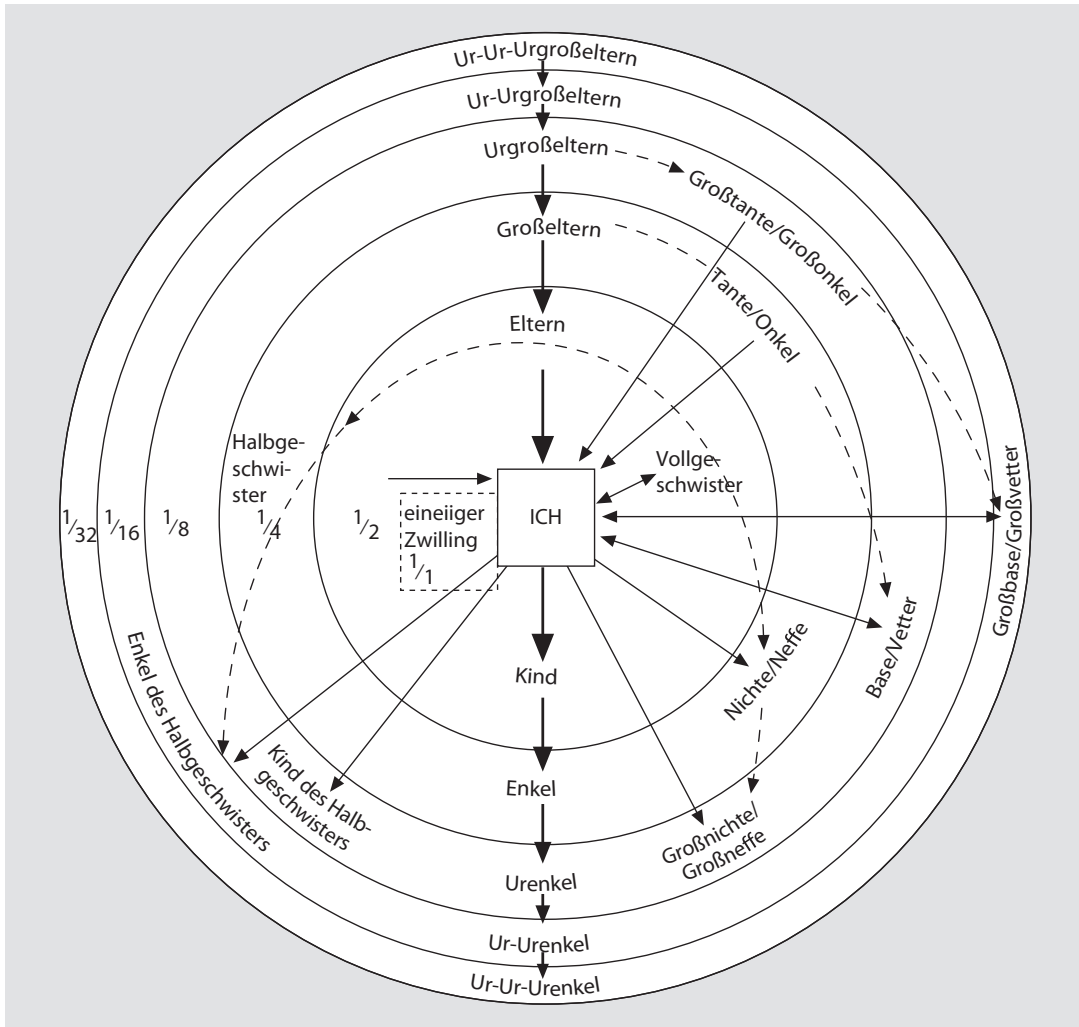 Ur-Ur-Urgroßeltern
Ur-Urgroßeltern
Urgroßeltern
Großtante/Großonkel
Großeltern
Tante/Onkel
Eltern
Halbge-
schwi-
ster
Vollge-
schwister
Großbase/Großvetter
1/32
1/16
1/8
1/4
1/2
eineiiger
Zwilling
1/1
ICH
Base/Vetter
Nichte/Neffe
Kind
Enkel des Halbgeschwisters
Kind des Halb-
geschwisters
Enkel
Großnichte/
Großneffe
Urenkel
Ur-Urenkel
Ur-Ur-Urenkel